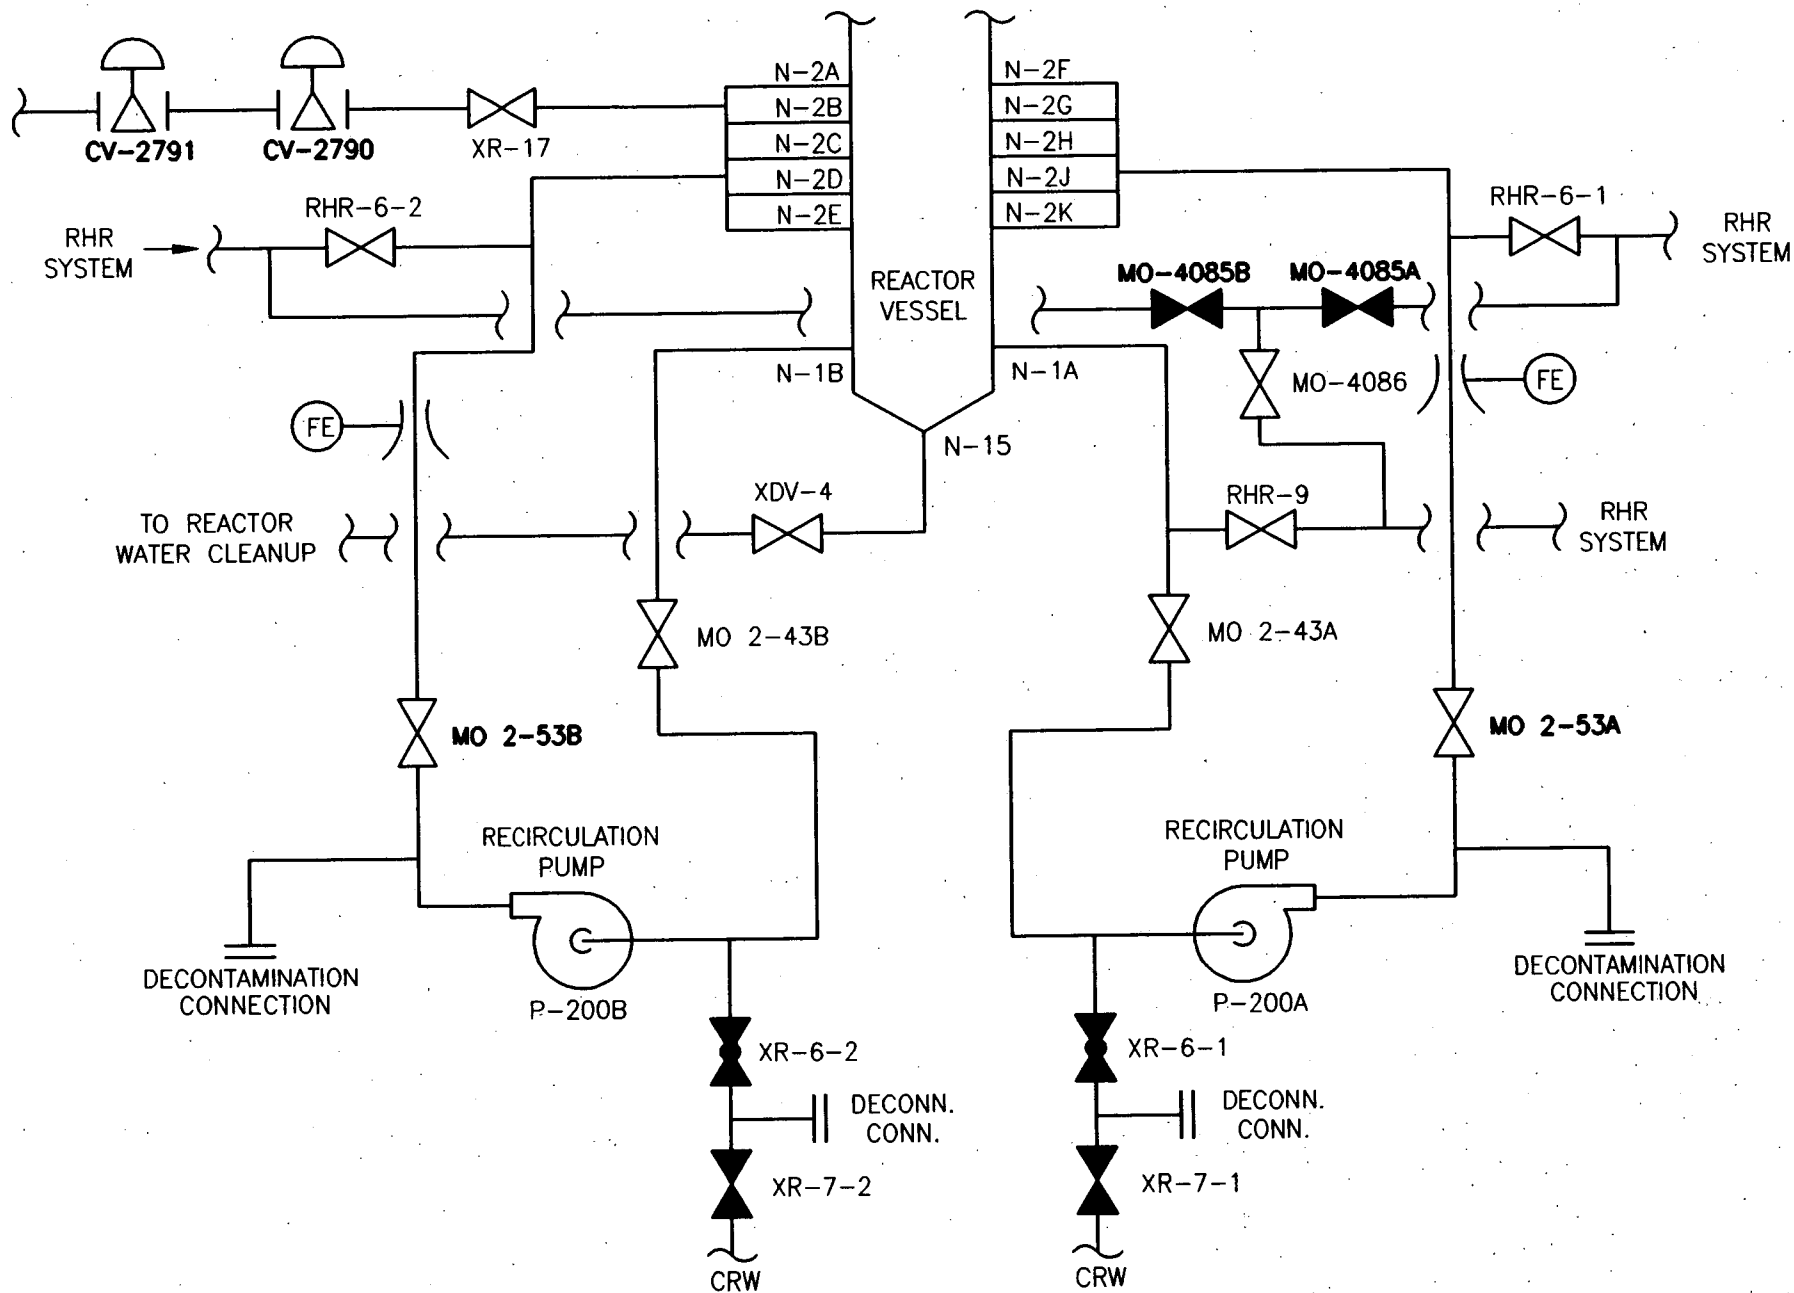 N-2A
N-2B
N-2C
N-2D
N-2E
N-2F
N-2G
N-2H
N-2J
N-2K
CV-2791
CV-2790
XR-17
RHR-6-2
RHR
SYSTEM
RHR-6-1
RHR
SYSTEM
REACTOR
VESSEL
MO-4085B
MO-4085A
N-1B
N-1A
MO-4086
FE
FE
N-15
XDV-4
RHR-9
TO REACTOR
WATER CLEANUP
RHR
SYSTEM
MO 2-43B
MO 2-43A
MO 2-53B
MO 2-53A
RECIRCULATION
PUMP
RECIRCULATION
PUMP
DECONTAMINATION
CONNECTION
P-200B
P-200A
DECONTAMINATION
CONNECTION
XR-6-2
XR-6-1
DECONN.
CONN.
DECONN.
CONN.
XR-7-2
XR-7-1
CRW
CRW